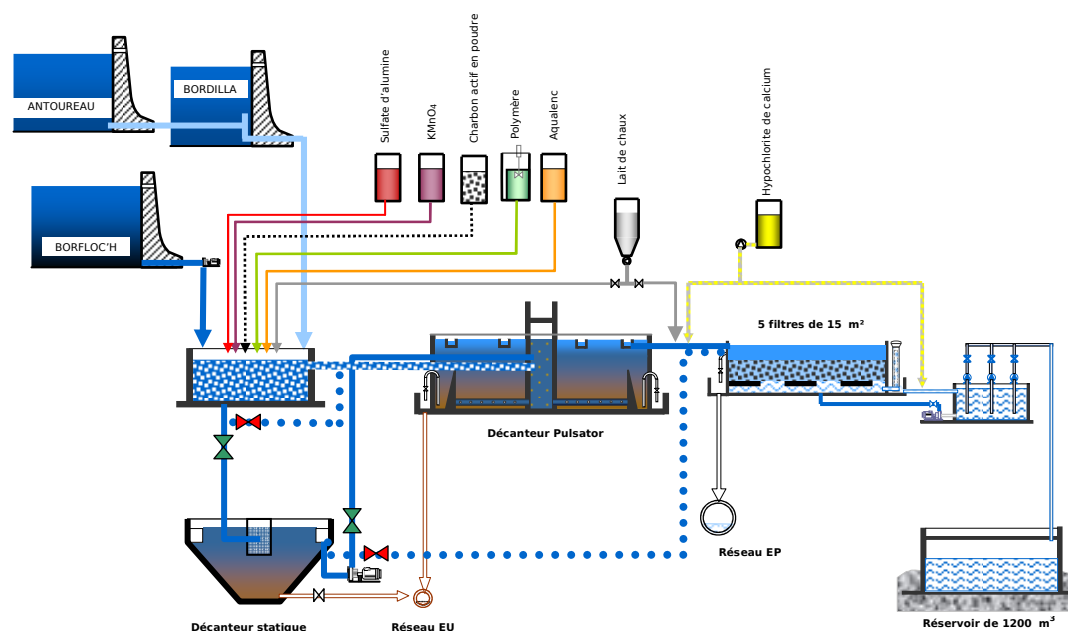 Sulfate d'alumine
KMnO4
Charbon actif en poudre
Polymère
Aqualenc
Lait de chaux
Hypochlorite de calcium
BORDILLA
ANTOUREAU
BORFLOC'H
5 filtres de 15 m²
Décanteur Pulsator
Réseau EP
Décanteur statique
Réseau EU
Réservoir de 1200 m³